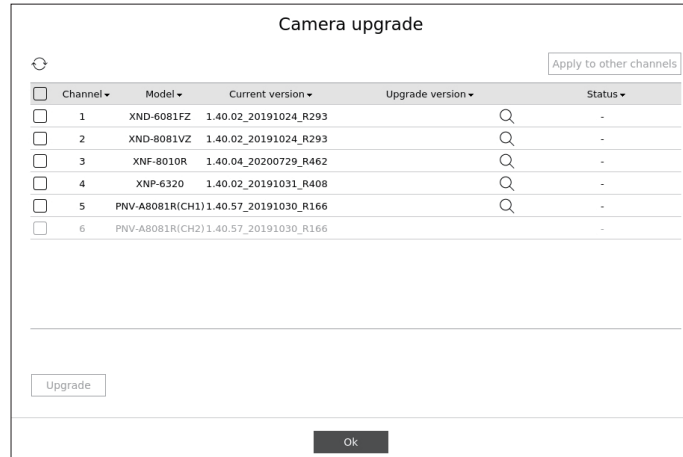 Camera upgrade
Apply to other channels
Channel Model Current version Upgrade version Status
1 XND-6081FZ 1.40.02_20191024_R293 -
2 XND-8081VZ 1.40.02_20191024_R293 -
3 XNF-8010R 1.40.04_20200729_R462 -
4 XNP-6320 1.40.02_20191031_R408 -
5 PNV-A8081R(CH1) 1.40.57_20191030_R166 -
6 PNV-A8081R(CH2) 1.40.57_20191030_R166 -
Upgrade
Ok